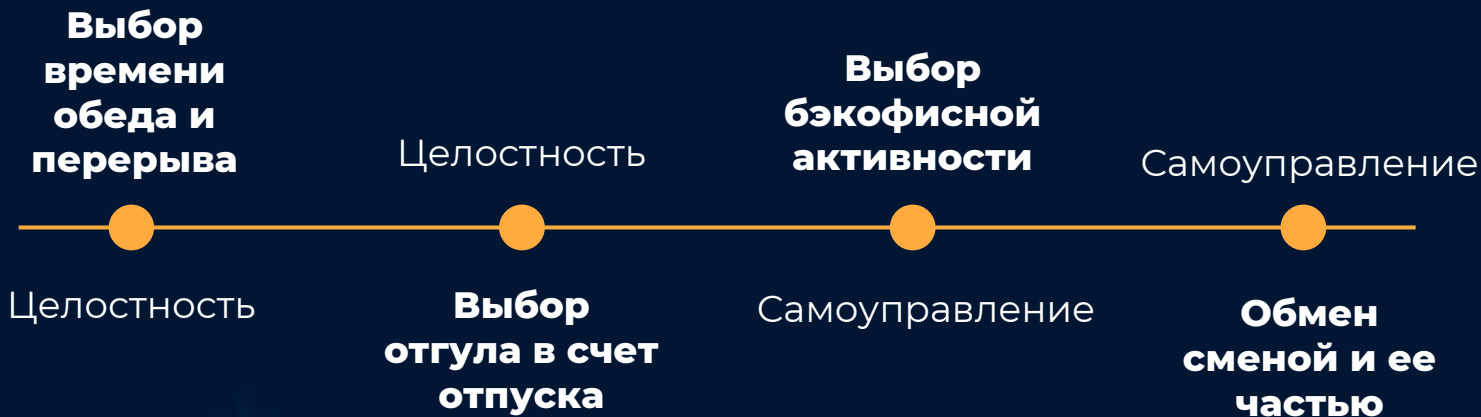 Выбор
времени
обеда и
перерыва
Целостность
Целостность
Выбор
отгула в счет
отпуска
Выбор
бэкофисной
активности
Самоуправление
Самоуправление
Обмен
сменой и ее
частью